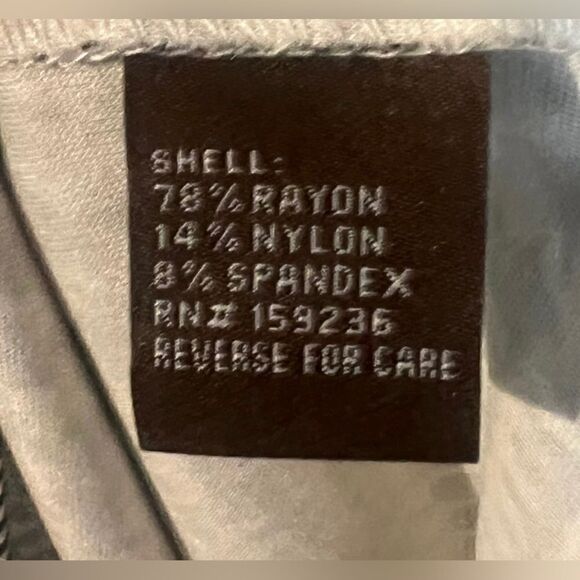 SHELL:
78% RAYON
14% NYLON
8% SPANDEX
RN# 159236
REVERSE FOR CARE